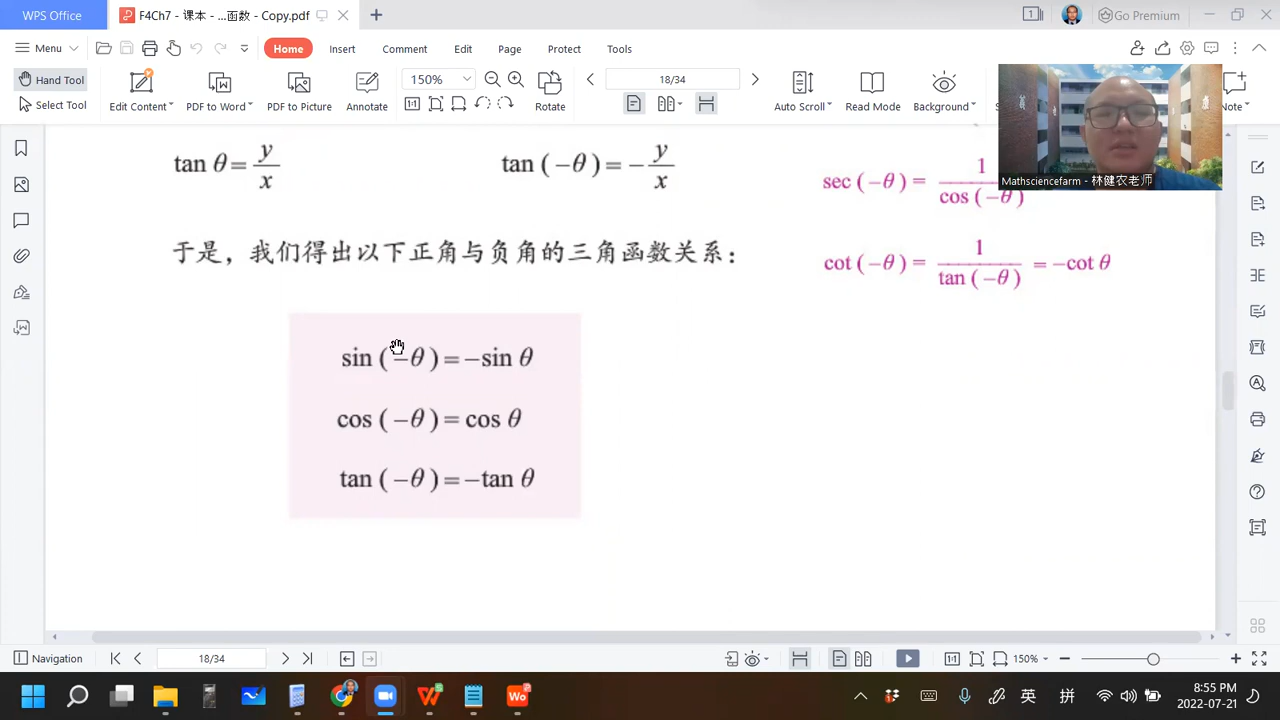 WPS Office
F4Ch7 - 课本 - ...函数 - Copy.pdf
1
Go Premium
Menu
Home
Insert
Comment
Edit
Page
Protect
Tools
Hand Tool
Select Tool
Edit Content
PDF to Word
PDF to Picture
Annotate
150%
Rotate
18/34
Auto Scroll
Read Mode
Background
Note
Mathsciencefarm - 林健农老师
tan θ = y/x
tan (−θ) = − y/x
sec (−θ) = 1/cos (−θ)
于是，我们得出以下正角与负角的三角函数关系：
cot (−θ) = 1/tan (−θ) = −cot θ
sin (−θ) = −sin θ
cos (−θ) = cos θ
tan (−θ) = −tan θ
Navigation
18/34
150%
英
拼
8:55 PM
2022-07-21